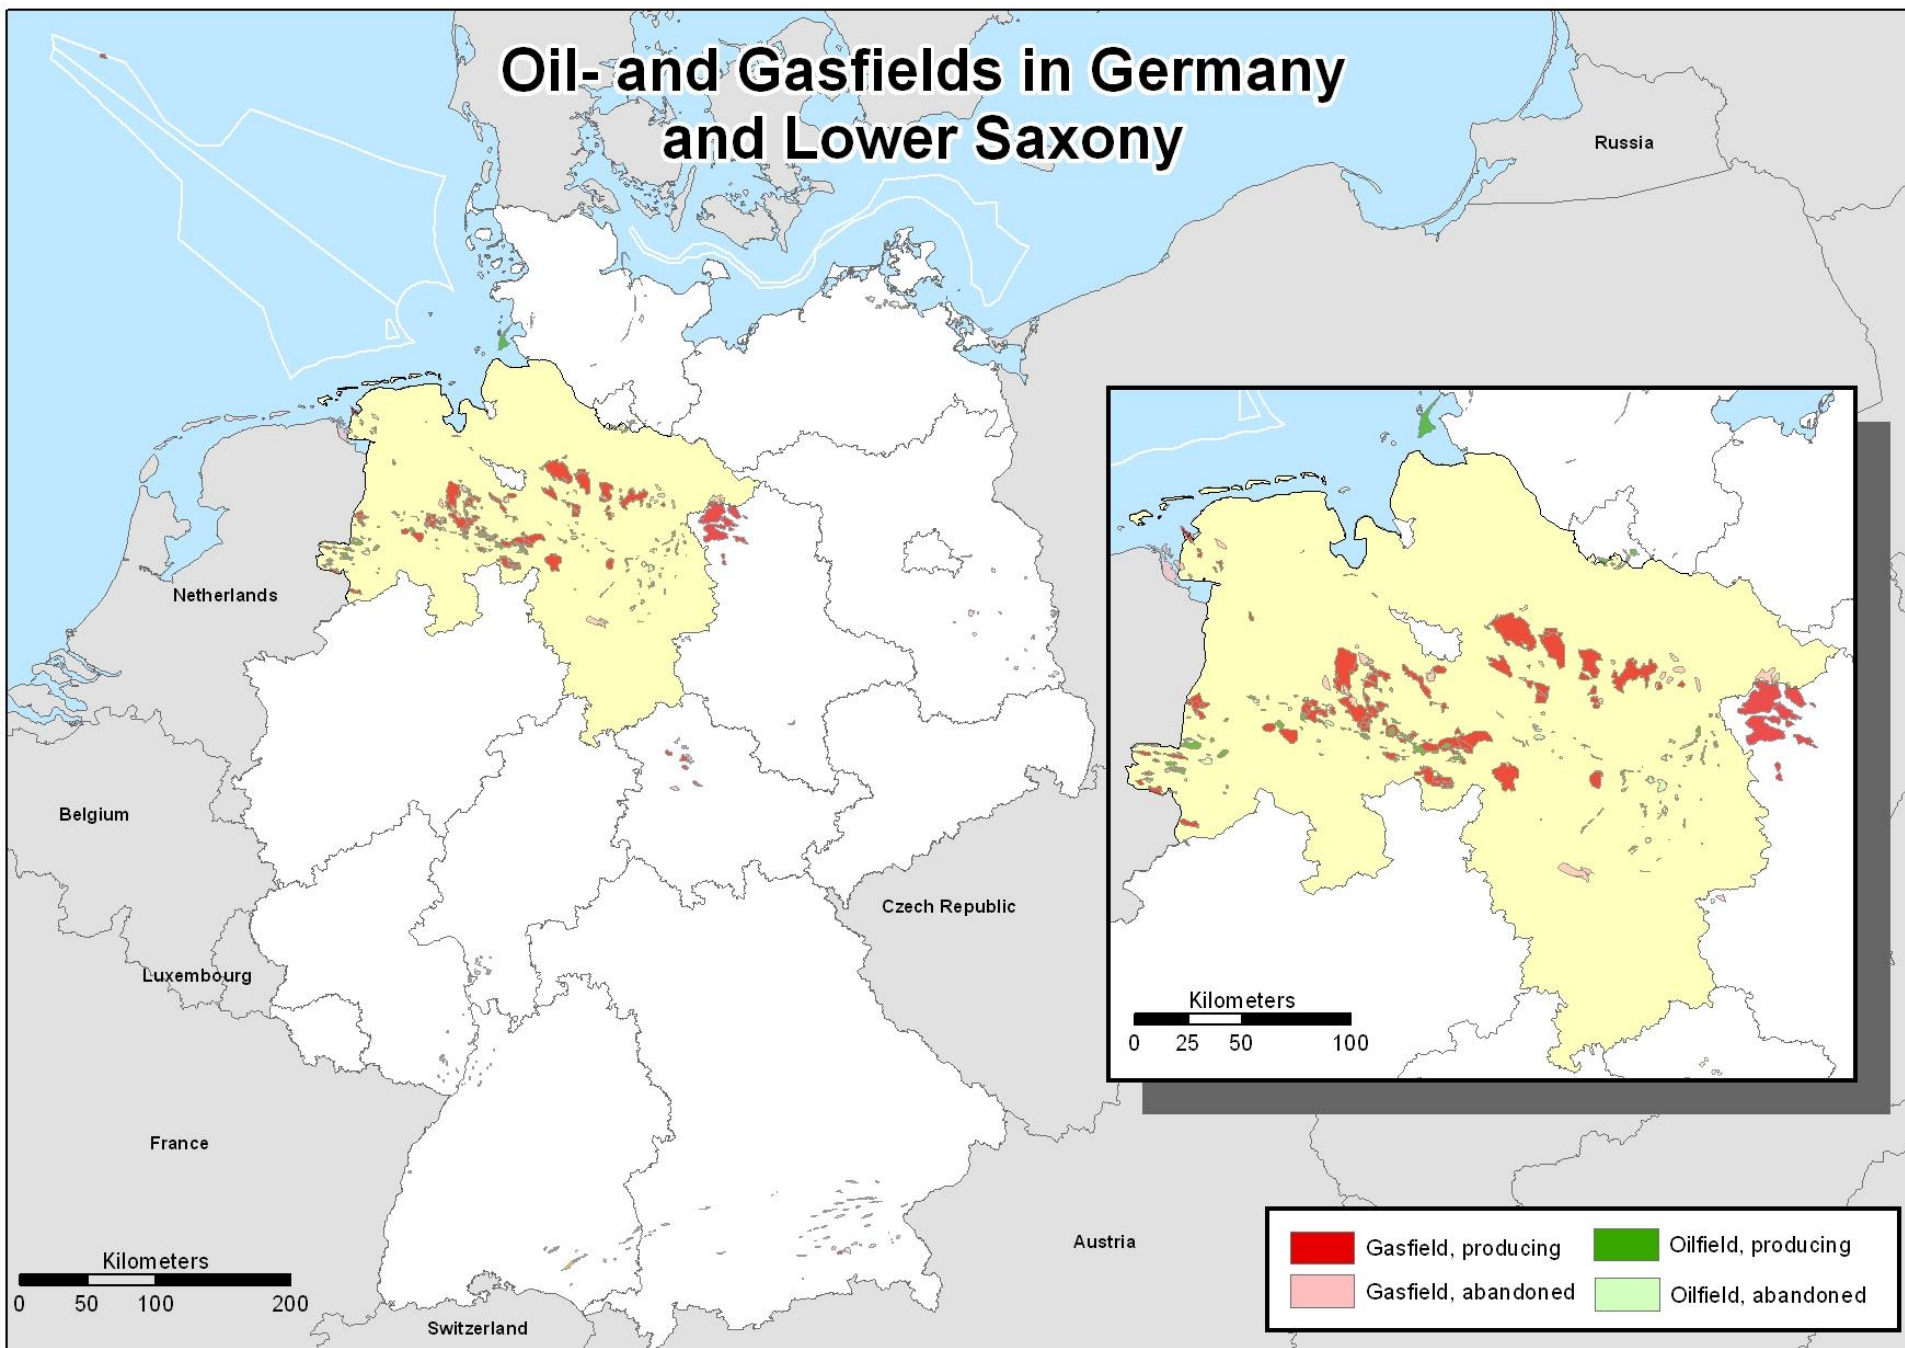 Oil- and Gasfields in Germany
and Lower Saxony
Russia
Netherlands
Belgium
Luxembourg
Czech Republic
France
Austria
Switzerland
Kilometers
0 25 50 100
Kilometers
0 50 100 200
Gasfield, producing
Oilfield, producing
Gasfield, abandoned
Oilfield, abandoned